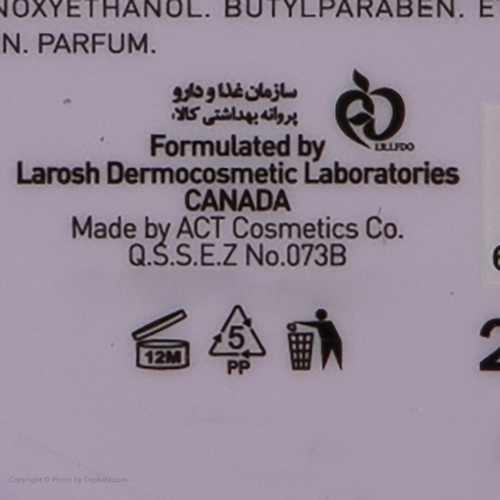 NOXYETHANOL. BUTYLPARABEN. E
N. PARFUM.
سازمان غذا و دارو
پروانه بهداشتی کالا:
I.R.I.FDO
Formulated by
Larosh Dermocosmetic Laboratories
CANADA
Made by ACT Cosmetics Co.
Q.S.S.E.Z No.073B
12M
5
PP
6
2
Copyright © Photo by Digikala.com